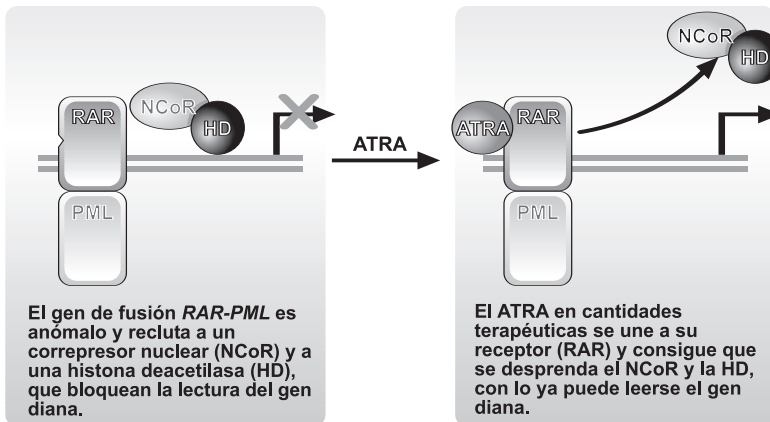 RAR
NCoR
HD
PML
El gen de fusión RAR-PML es
anómalo y recluta a un
correpresor nuclear (NCoR) y a
una histona deacetilasa (HD),
que bloquean la lectura del gen
diana.
ATRA
NCoR
HD
ATRA
RAR
PML
El ATRA en cantidades
terapéuticas se une a su
receptor (RAR) y consigue que
se desprenda el NCoR y la HD,
con lo ya puede leerse el gen
diana.